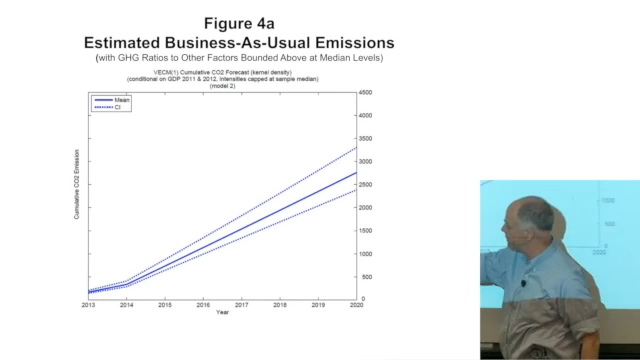 Figure 4a
Estimated Business-As-Usual Emissions
(with GHG Ratios to Other Factors Bounded Above at Median Levels)
VECM(1) Cumulative CO2 Forecast (kernel density)
(conditional on GDP 2011 & 2012, Intensities capped at sample median)
(model 2)
Mean
CI
Cumulative CO2 Emission
4500
4000
3500
3000
2500
2000
1500
1000
500
0
2013 2014 2015 2016 2017 2018 2019 2020
Year